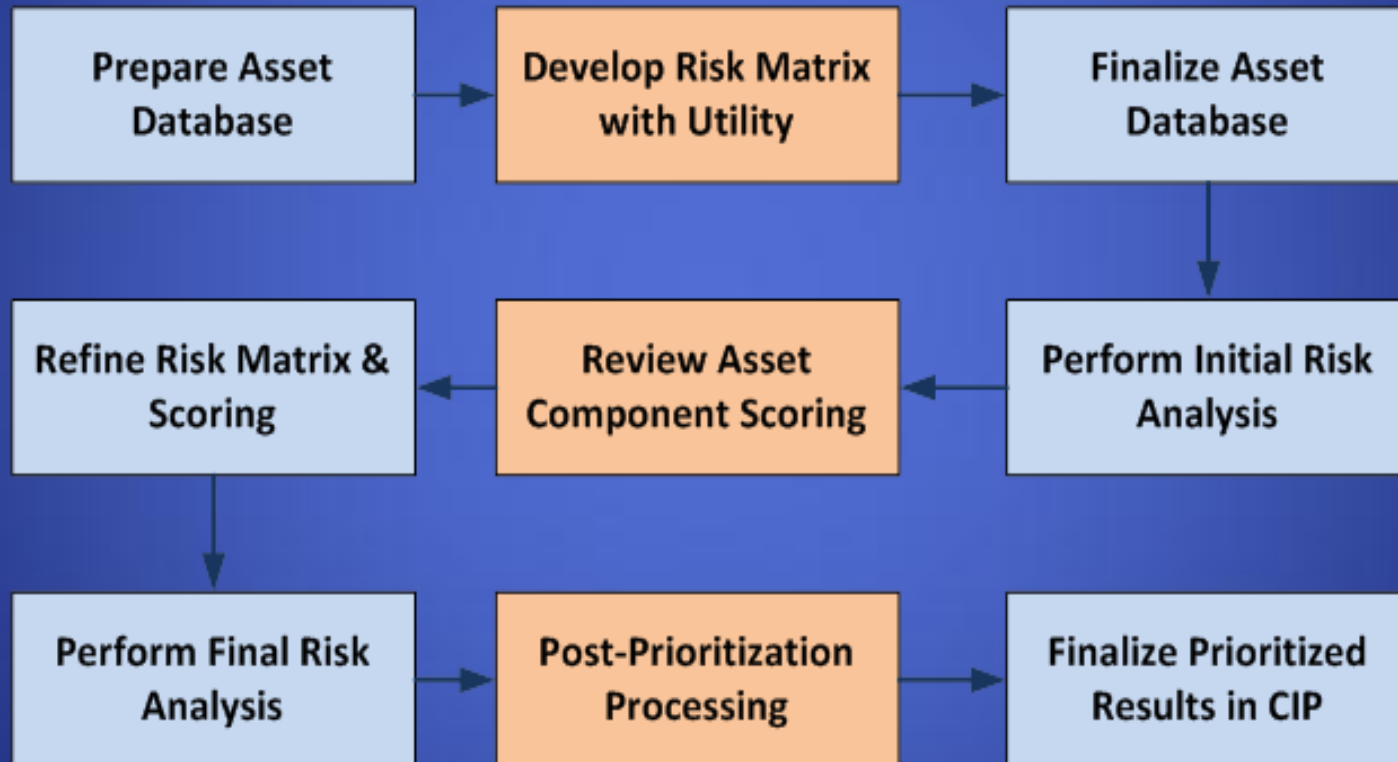 Prepare Asset
Database
Develop Risk Matrix
with Utility
Finalize Asset
Database
Perform Initial Risk
Analysis
Review Asset
Component Scoring
Refine Risk Matrix &
Scoring
Perform Final Risk
Analysis
Post-Prioritization
Processing
Finalize Prioritized
Results in CIP